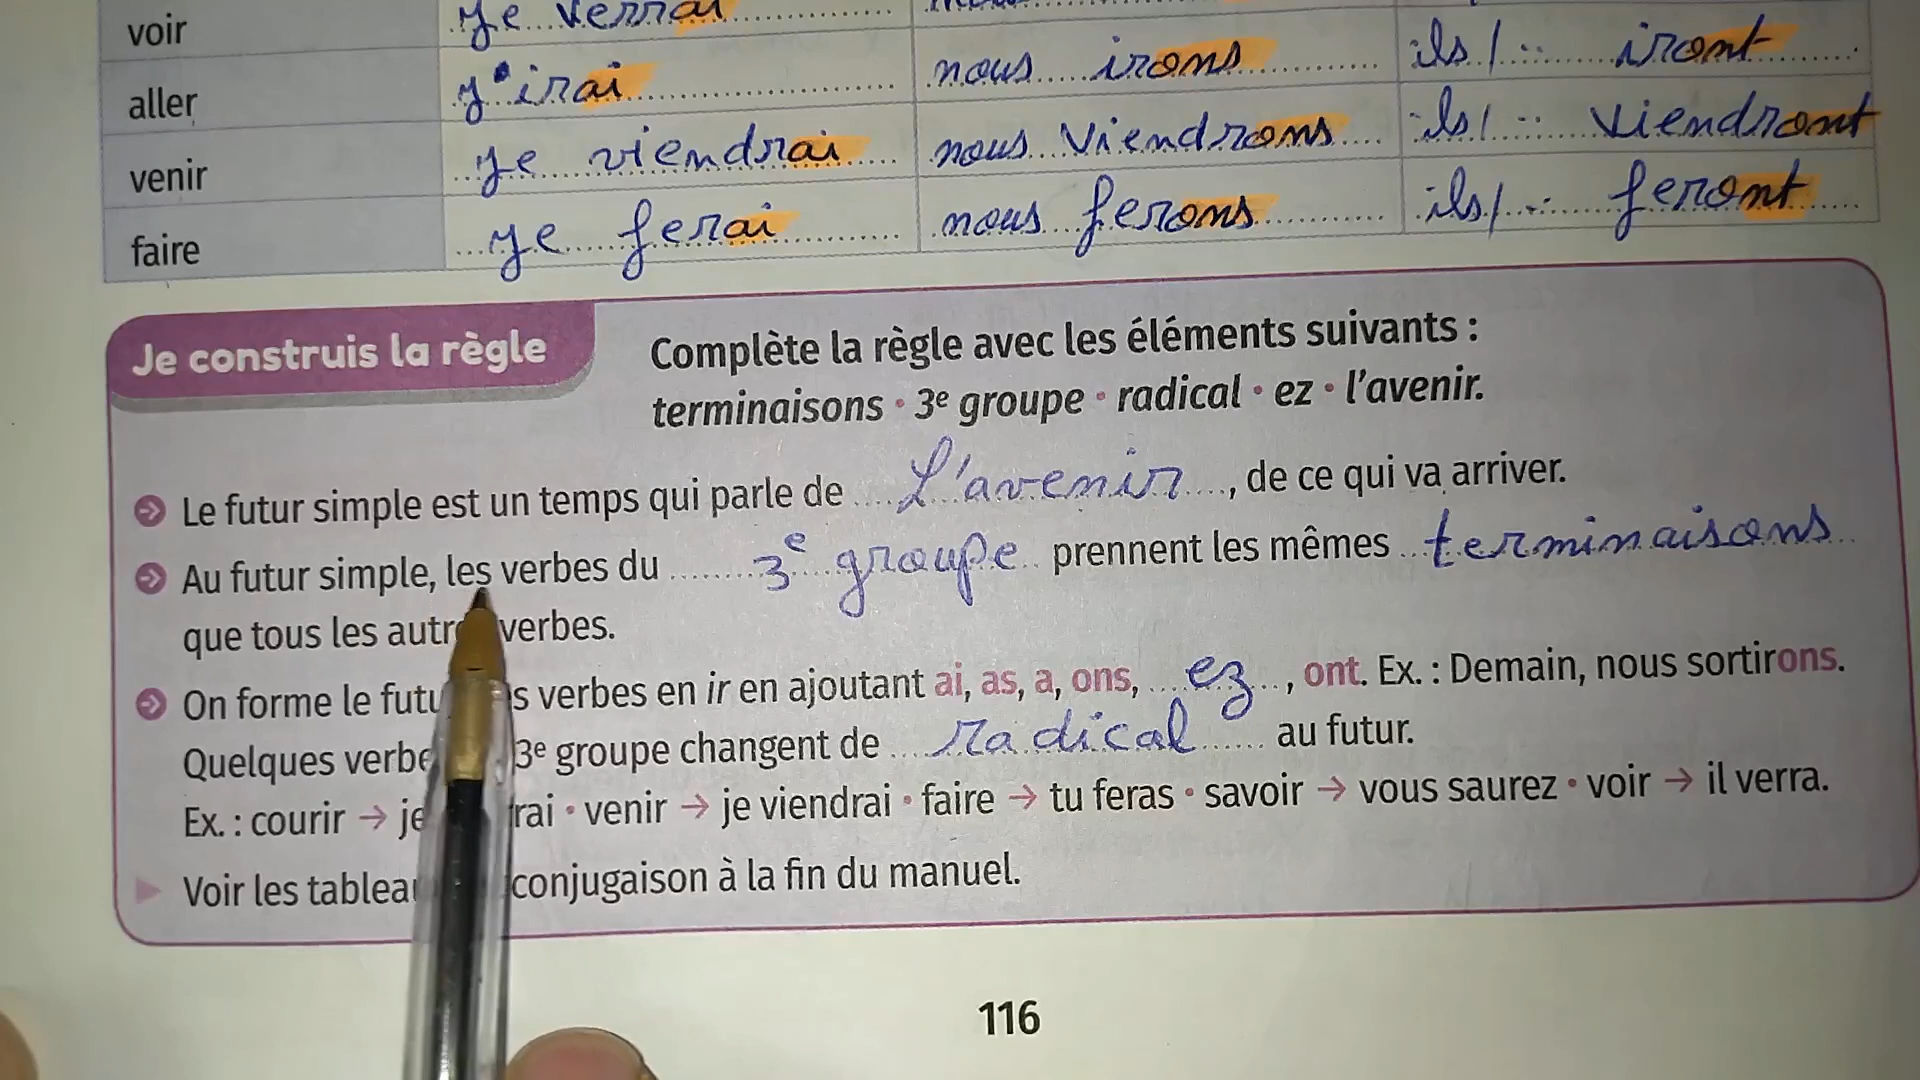 voir je verrai
aller j'irai nous irons ils/... iront
venir je viendrai nous viendrons ils/... viendront
faire je ferai nous ferons ils/... feront
Je construis la règle
Complète la règle avec les éléments suivants :
terminaisons • 3e groupe • radical • ez • l'avenir.
Le futur simple est un temps qui parle de L'avenir, de ce qui va arriver.
Au futur simple, les verbes du 3e groupe prennent les mêmes terminaisons
que tous les autr verbes.
On forme le futu s verbes en ir en ajoutant ai, as, a, ons, ez, ont. Ex. : Demain, nous sortirons.
Quelques verbe 3e groupe changent de radical au futur.
Ex. : courir → je rai • venir → je viendrai • faire → tu feras • savoir → vous saurez • voir → il verra.
Voir les tablea conjugaison à la fin du manuel.
116